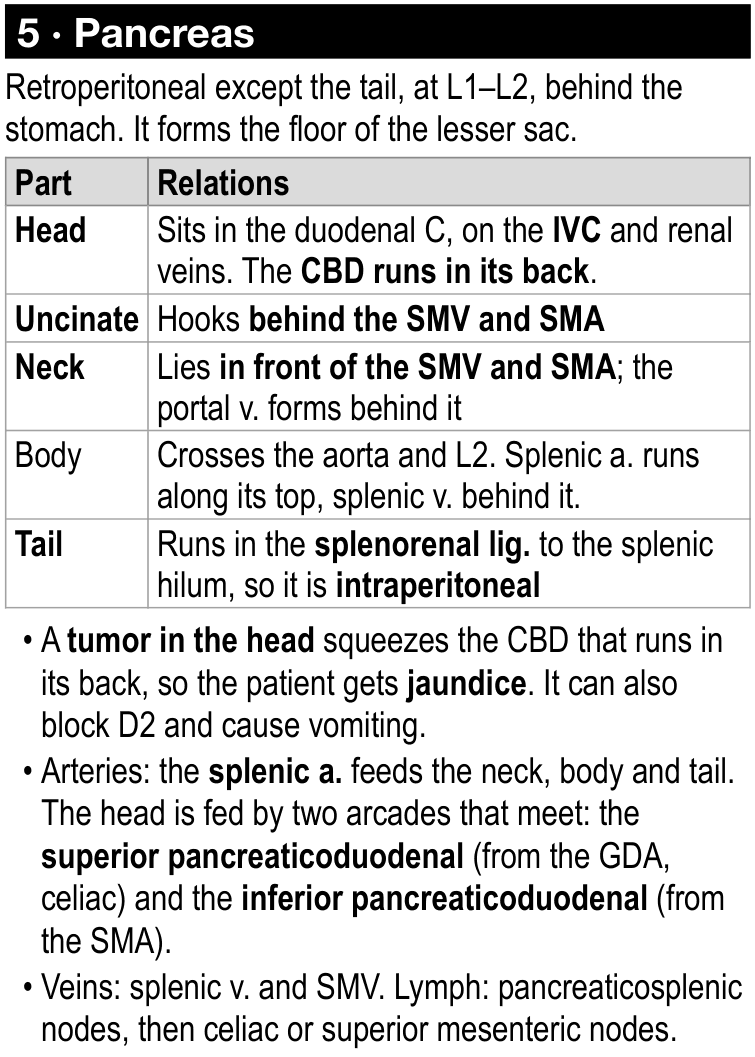 5 · Pancreas
Retroperitoneal except the tail, at L1–L2, behind the
stomach. It forms the floor of the lesser sac.
Part Relations
Head Sits in the duodenal C, on the IVC and renal
veins. The CBD runs in its back.
Uncinate Hooks behind the SMV and SMA
Neck Lies in front of the SMV and SMA; the
portal v. forms behind it
Body Crosses the aorta and L2. Splenic a. runs
along its top, splenic v. behind it.
Tail Runs in the splenorenal lig. to the splenic
hilum, so it is intraperitoneal
• A tumor in the head squeezes the CBD that runs in
its back, so the patient gets jaundice. It can also
block D2 and cause vomiting.
• Arteries: the splenic a. feeds the neck, body and tail.
The head is fed by two arcades that meet: the
superior pancreaticoduodenal (from the GDA,
celiac) and the inferior pancreaticoduodenal (from
the SMA).
• Veins: splenic v. and SMV. Lymph: pancreaticosplenic
nodes, then celiac or superior mesenteric nodes.